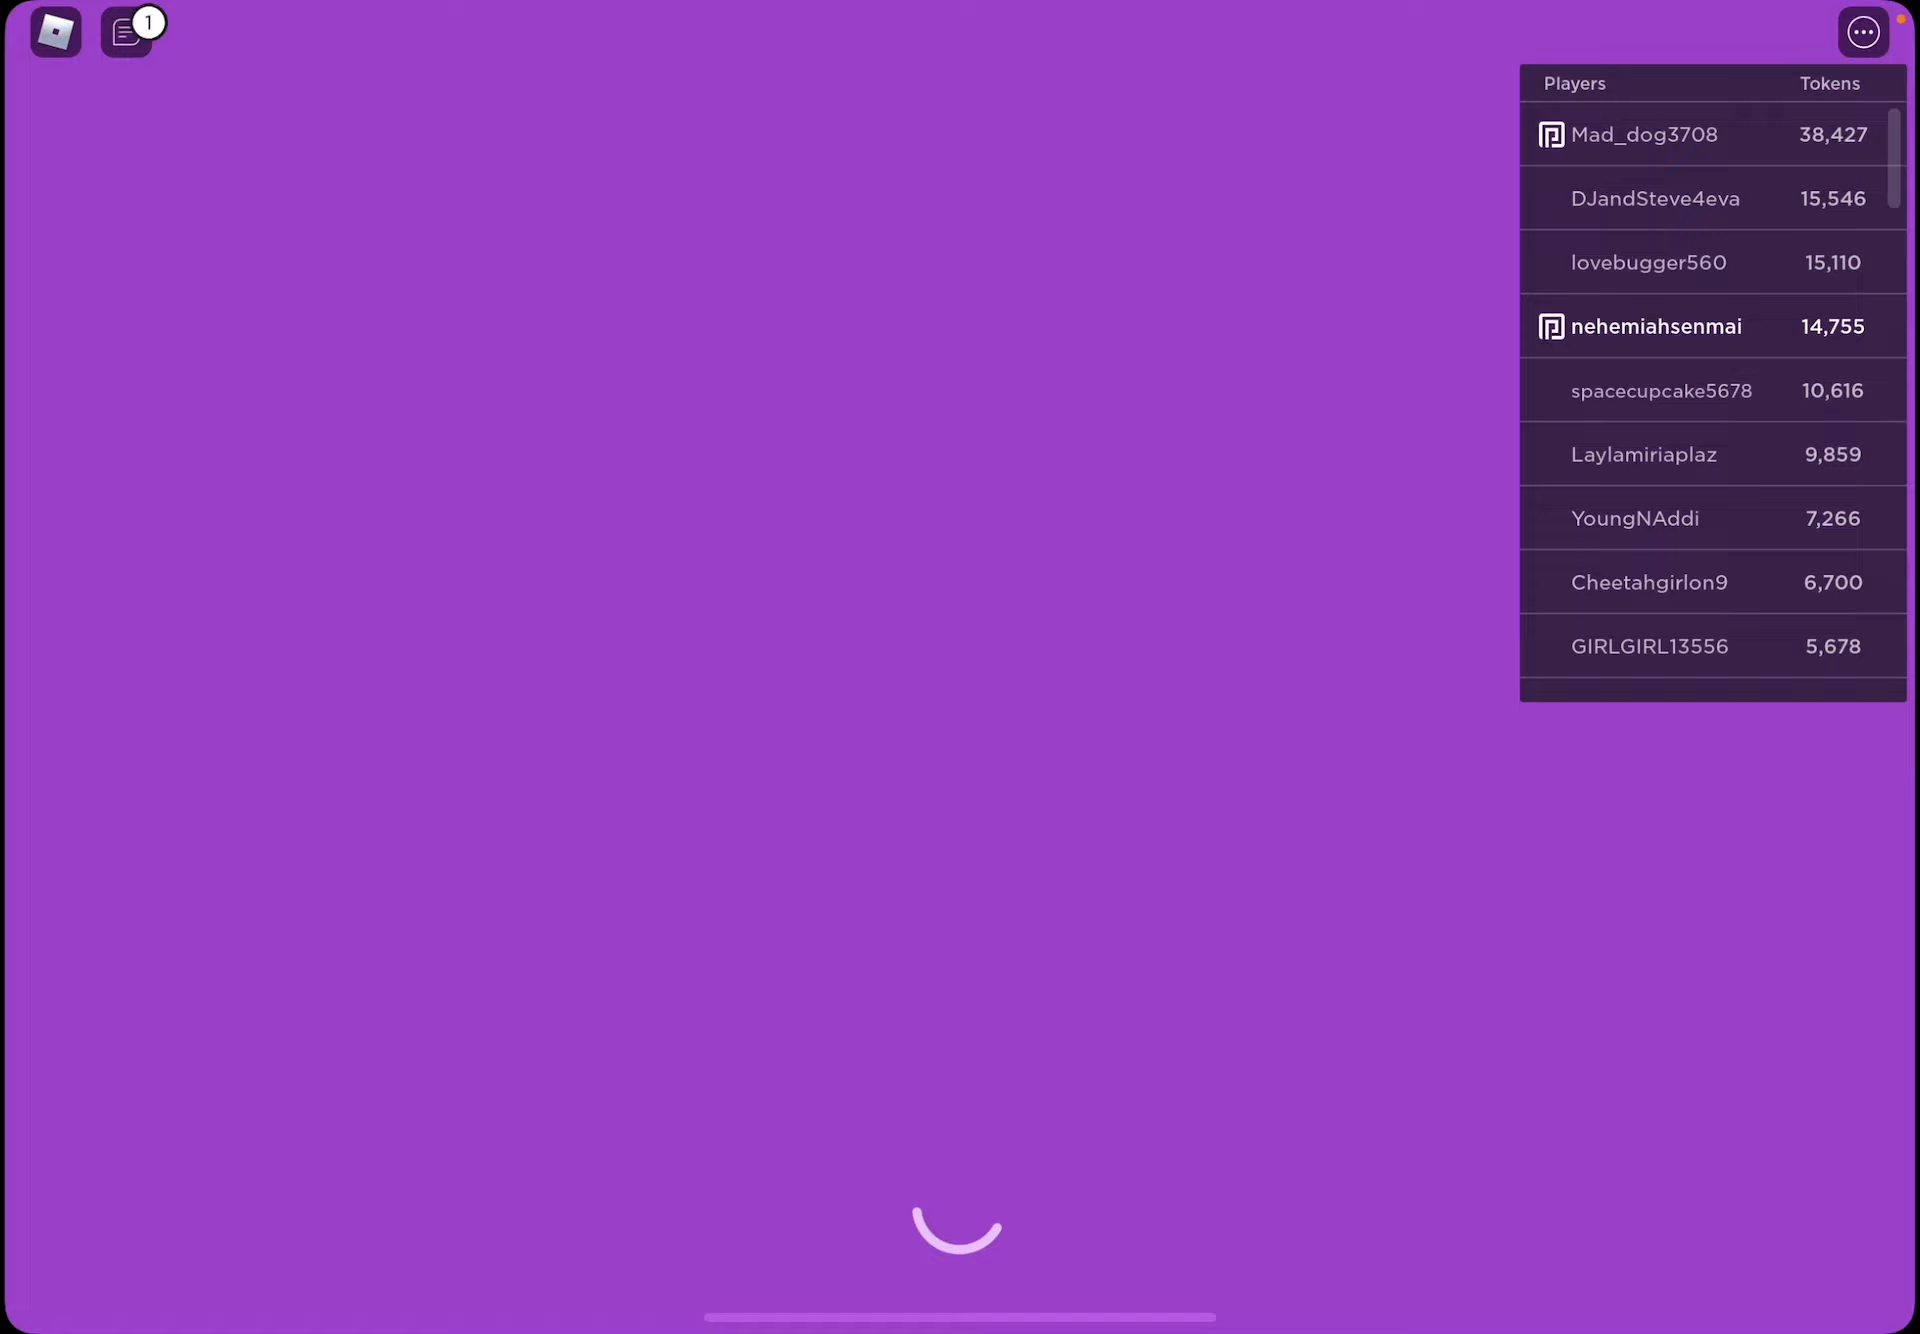 1
Players Tokens
Mad_dog3708 38,427
DJandSteve4eva 15,546
lovebugger560 15,110
nehemiahsenmai 14,755
spacecupcake5678 10,616
Laylamiriaplaz 9,859
YoungNAddi 7,266
Cheetahgirlon9 6,700
GIRLGIRL13556 5,678